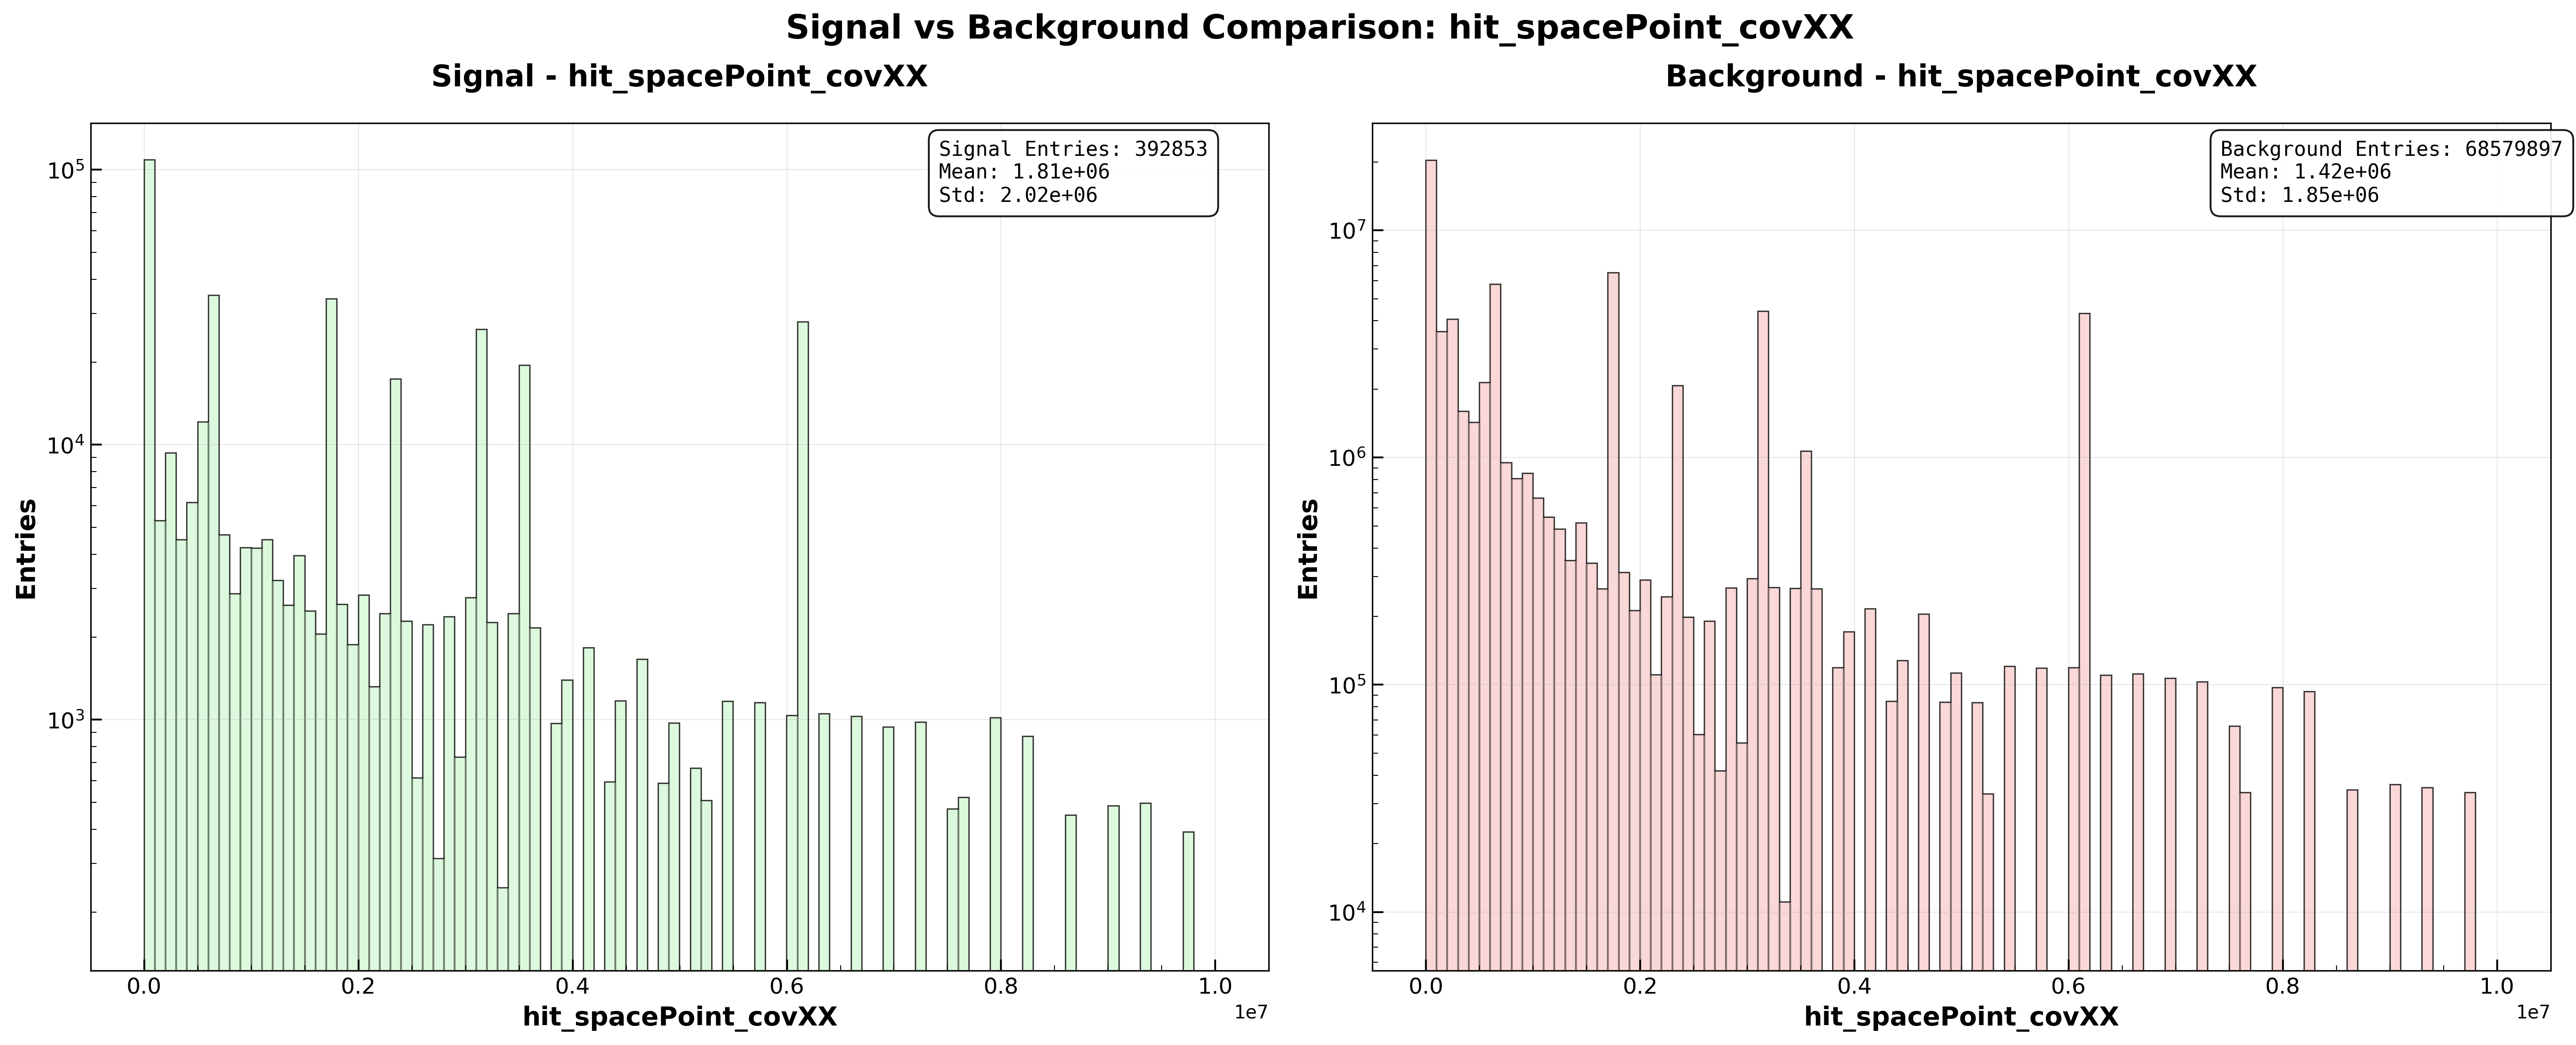 Signal vs Background Comparison: hit_spacePoint_covXX
Signal - hit_spacePoint_covXX
Signal Entries: 392853
Mean: 1.81e+06
Std: 2.02e+06
10^5
10^4
10^3
Entries
0.0 0.2 0.4 0.6 0.8 1.0
1e7
hit_spacePoint_covXX
Background - hit_spacePoint_covXX
Background Entries: 68579897
Mean: 1.42e+06
Std: 1.85e+06
10^7
10^6
10^5
10^4
Entries
0.0 0.2 0.4 0.6 0.8 1.0
1e7
hit_spacePoint_covXX